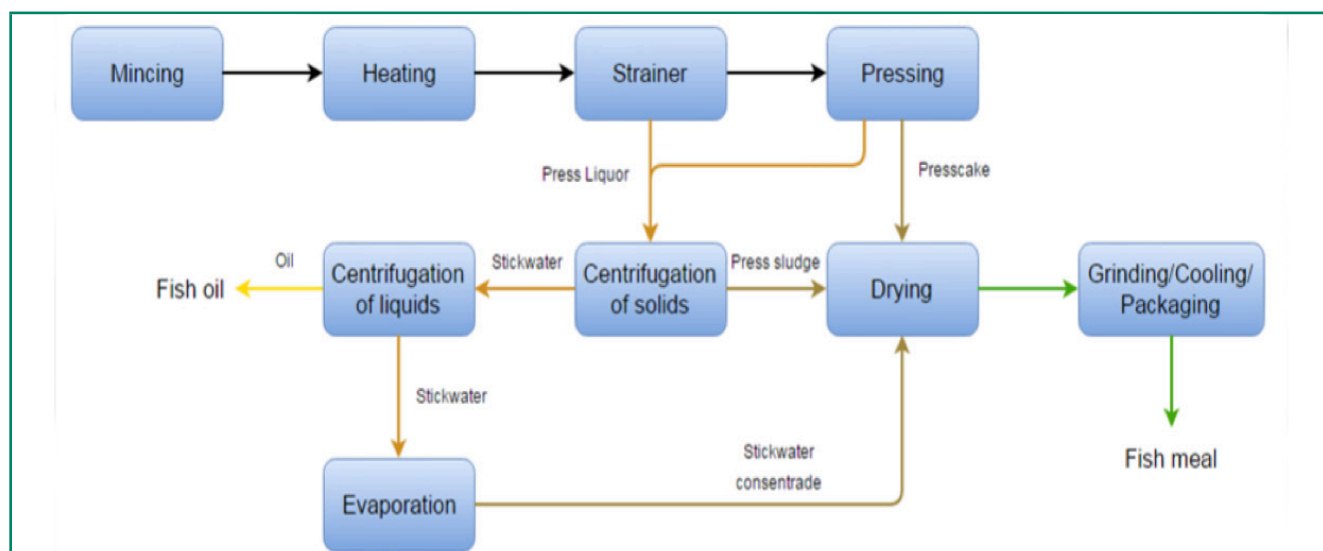 Mincing
Heating
Strainer
Pressing
Press Liquor
Presscake
Fish oil
Oil
Centrifugation
of liquids
Stickwater
Centrifugation
of solids
Press sludge
Drying
Grinding/Cooling/
Packaging
Stickwater
Stickwater
consentrade
Fish meal
Evaporation